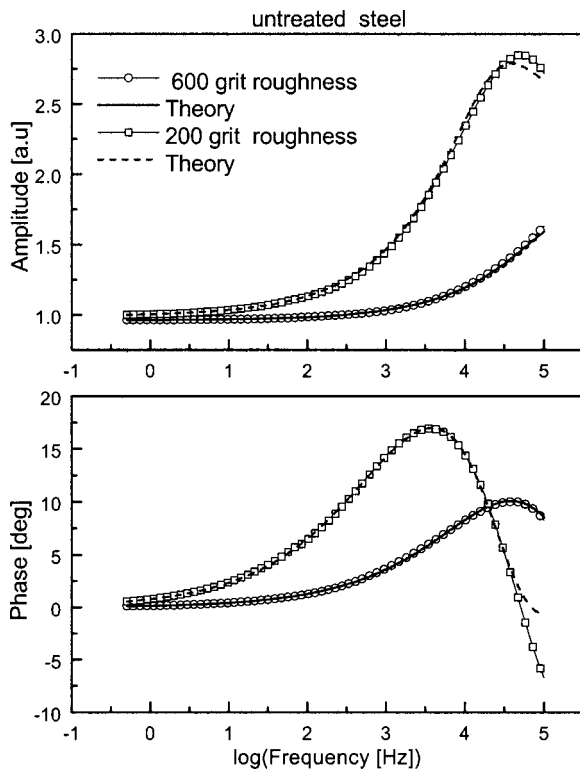 untreated steel
Amplitude [a.u]
3.0
2.5
2.0
1.5
1.0
600 grit roughness
Theory
200 grit roughness
Theory
-1 0 1 2 3 4 5
Phase [deg]
20
15
10
5
0
-5
-10
-1 0 1 2 3 4 5
log(Frequency [Hz])